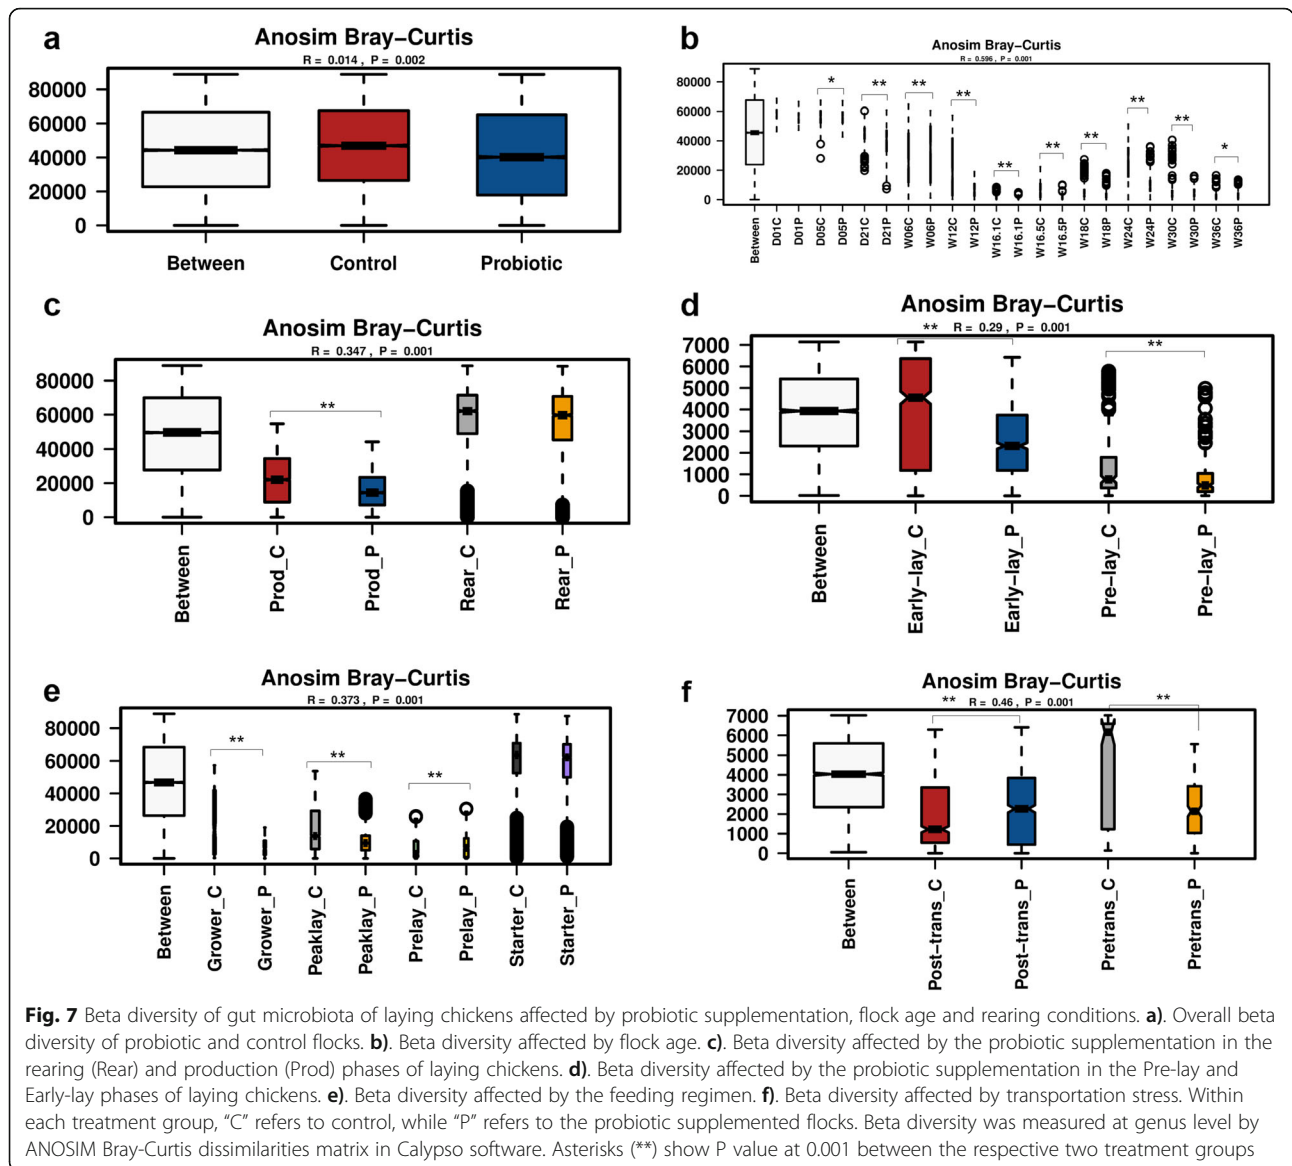 a
Anosim Bray–Curtis
R = 0.014 , P = 0.002
80000
60000
40000
20000
0
Between Control Probiotic
b
Anosim Bray–Curtis
R = 0.596 , P = 0.001
80000
60000
40000
20000
0
* ** ** ** ** ** ** ** ** *
Between D01C D01P D05C D05P D21C D21P W06C W06P W12C W12P W16.1C W16.1P W16.5C W16.5P W18C W18P W24C W24P W30C W30P W36C W36P
c
Anosim Bray–Curtis
R = 0.347 , P = 0.001
80000
60000
40000
20000
0
**
Between Prod_C Prod_P Rear_C Rear_P
d
Anosim Bray–Curtis
** R = 0.29 , P = 0.001
**
7000
6000
5000
4000
3000
2000
1000
0
Between Early-lay_C Early-lay_P Pre-lay_C Pre-lay_P
e
Anosim Bray–Curtis
R = 0.373 , P = 0.001
80000
60000
40000
20000
0
** ** **
Between Grower_C Grower_P Peaklay_C Peaklay_P Prelay_C Prelay_P Starter_C Starter_P
f
Anosim Bray–Curtis
** R = 0.46 , P = 0.001 **
7000
6000
5000
4000
3000
2000
1000
0
Between Post-trans_C Post-trans_P Pretrans_C Pretrans_P
Fig. 7 Beta diversity of gut microbiota of laying chickens affected by probiotic supplementation, flock age and rearing conditions. a). Overall beta
diversity of probiotic and control flocks. b). Beta diversity affected by flock age. c). Beta diversity affected by the probiotic supplementation in the
rearing (Rear) and production (Prod) phases of laying chickens. d). Beta diversity affected by the probiotic supplementation in the Pre-lay and
Early-lay phases of laying chickens. e). Beta diversity affected by the feeding regimen. f). Beta diversity affected by transportation stress. Within
each treatment group, "C" refers to control, while "P" refers to the probiotic supplemented flocks. Beta diversity was measured at genus level by
ANOSIM Bray-Curtis dissimilarities matrix in Calypso software. Asterisks (**) show P value at 0.001 between the respective two treatment groups